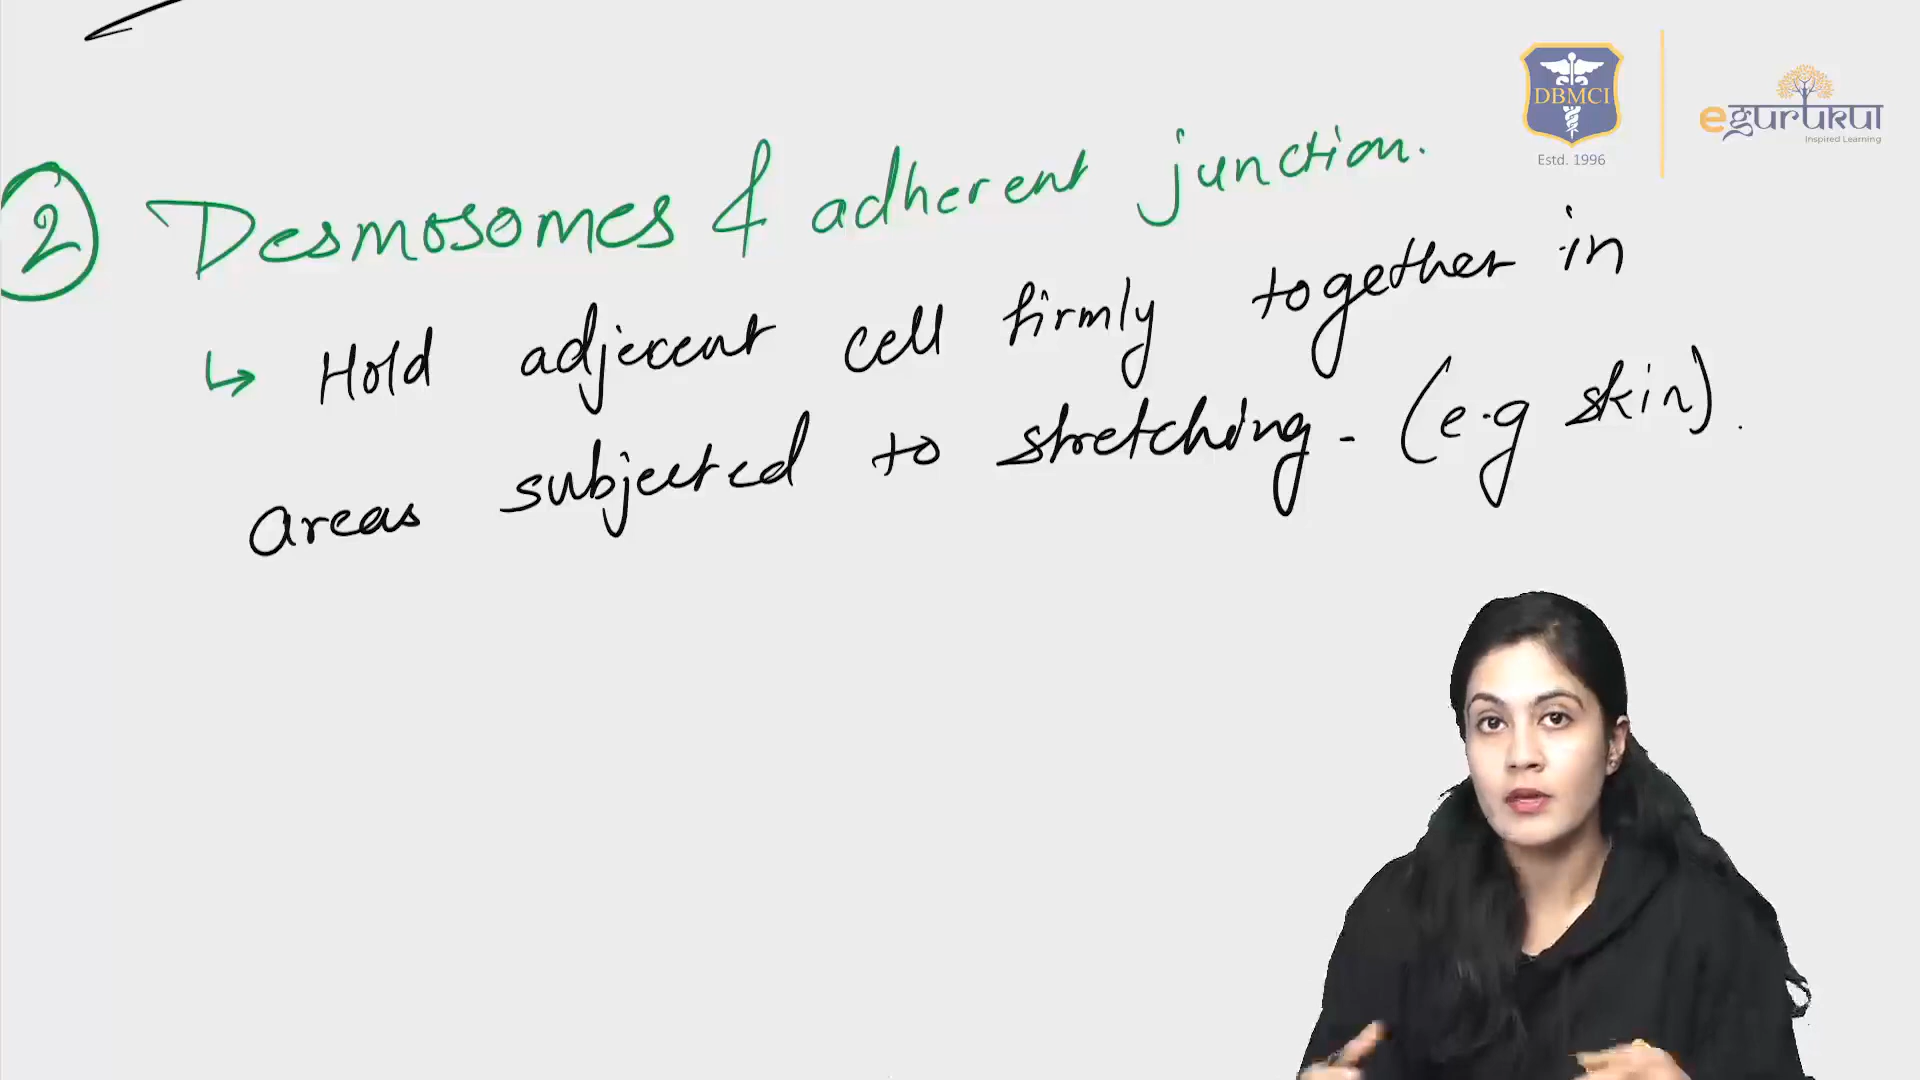 DBMCI
Estd. 1996
egurukul
Inspired Learning
2 Desmosomes & adherent junction.
↳ Hold adjecent cell firmly together in
areas subjected to stretching - (e.g skin).